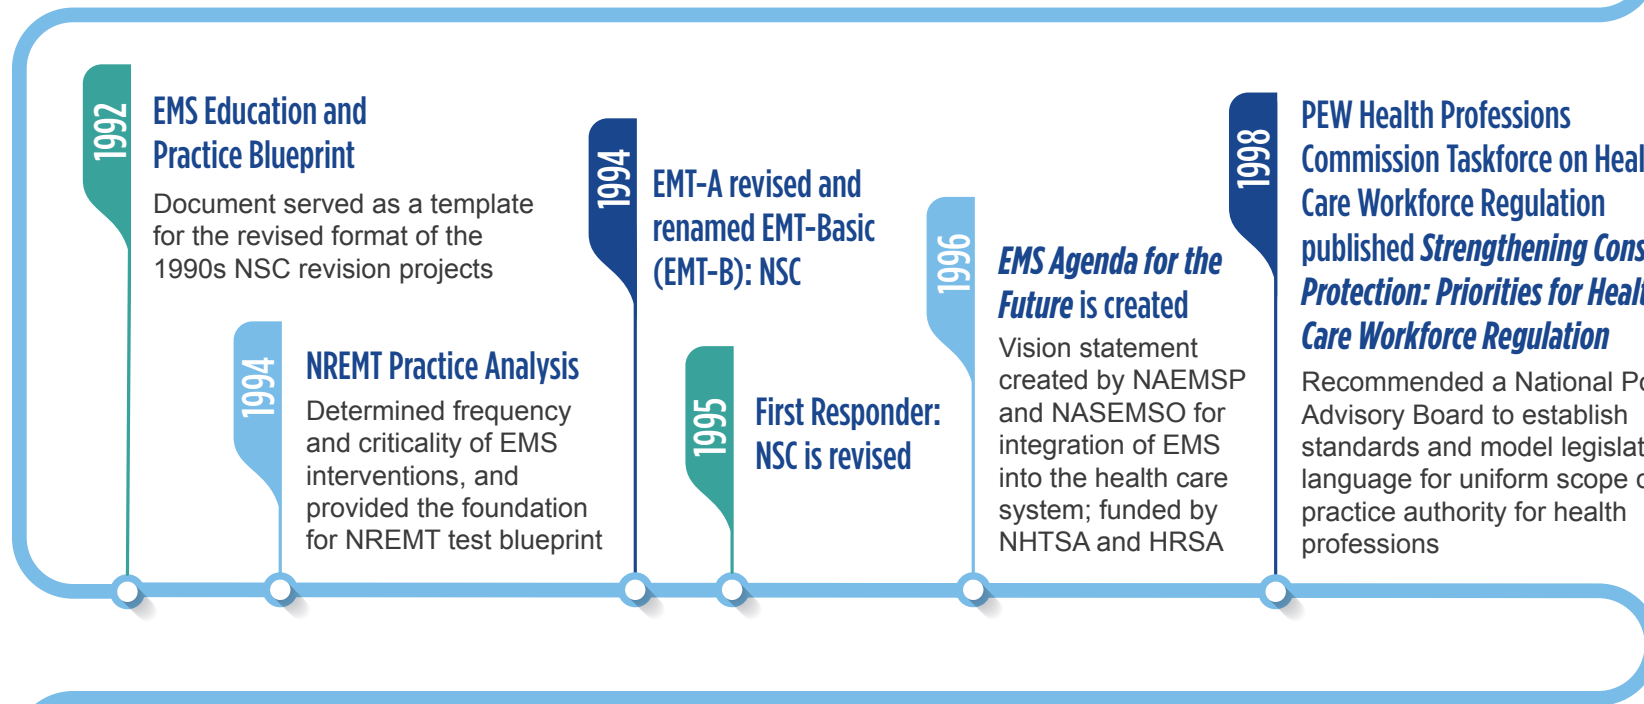 1992
EMS Education and
Practice Blueprint
Document served as a template
for the revised format of the
1990s NSC revision projects
1994
NREMT Practice Analysis
Determined frequency
and criticality of EMS
interventions, and
provided the foundation
for NREMT test blueprint
1994
EMT-A revised and
renamed EMT-Basic
(EMT-B): NSC
1995
First Responder:
NSC is revised
1996
EMS Agenda for the
Future is created
Vision statement
created by NAEMSP
and NASEMSO for
integration of EMS
into the health care
system; funded by
NHTSA and HRSA
1998
PEW Health Professions
Commission Taskforce on
Care Workforce Regulation
published Strengthening
Protection: Priorities for
Care Workforce Regulation
Recommended a National
Advisory Board to establish
standards and model
language for uniform scope
practice authority for health
professions